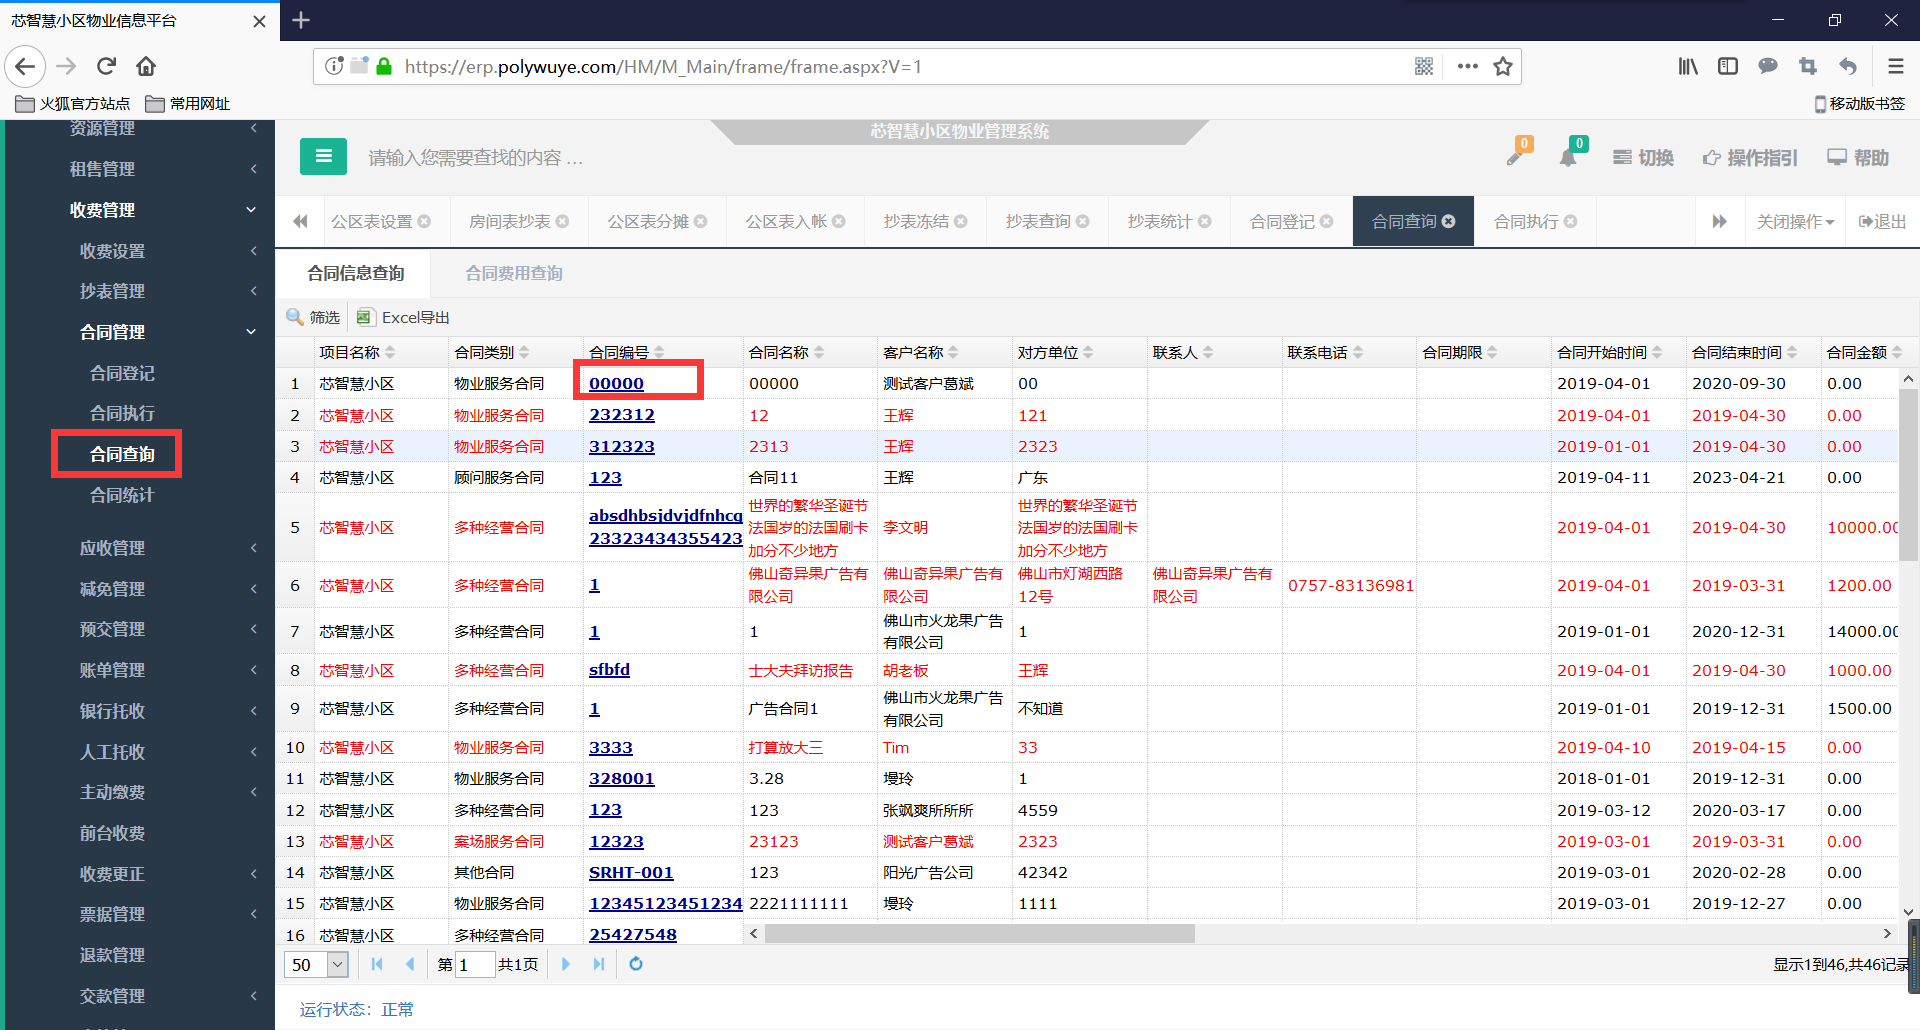 芯智慧小区物业信息平台
https://erp.polywuye.com/HM/M_Main/frame/frame.aspx?V=1
火狐官方站点 常用网址 移动版书签
资源管理
租售管理
收费管理
收费设置
抄表管理
合同管理
合同登记
合同执行
合同查询
合同统计
应收管理
减免管理
预交管理
账单管理
银行托收
人工托收
主动缴费
前台收费
收费更正
票据管理
退款管理
交款管理
芯智慧小区物业管理系统
请输入您需要查找的内容 …
0 0 切换 操作指引 帮助
公区表设置 房间表抄表 公区表分摊 公区表入帐 抄表冻结 抄表查询 抄表统计 合同登记 合同查询 合同执行 关闭操作 退出
合同信息查询 合同费用查询
筛选 Excel导出
项目名称 合同类别 合同编号 合同名称 客户名称 对方单位 联系人 联系电话 合同期限 合同开始时间 合同结束时间 合同金额
1 芯智慧小区 物业服务合同 00000 00000 测试客户葛斌 00 2019-04-01 2020-09-30 0.00
2 芯智慧小区 物业服务合同 232312 12 王辉 121 2019-04-01 2019-04-30 0.00
3 芯智慧小区 物业服务合同 312323 2313 王辉 2323 2019-01-01 2019-04-30 0.00
4 芯智慧小区 顾问服务合同 123 合同11 王辉 广东 2019-04-11 2023-04-21 0.00
世界的繁华圣诞节 世界的繁华圣诞节
absdhbsjdvjdfnhcq
5 芯智慧小区 多种经营合同 法国岁的法国刷卡 李文明 法国岁的法国刷卡 2019-04-01 2019-04-30 10000.00
23323434355423
加分不少地方 加分不少地方
佛山奇异果广告有 佛山奇异果广告有 佛山市灯湖西路 佛山奇异果广告有
6 芯智慧小区 多种经营合同 1 0757-83136981 2019-04-01 2019-03-31 1200.00
限公司 限公司 12号 限公司
佛山市火龙果广告
7 芯智慧小区 多种经营合同 1 1 1 2019-01-01 2020-12-31 14000.00
有限公司
8 芯智慧小区 多种经营合同 sfbfd 士大夫拜访报告 胡老板 王辉 2019-04-01 2019-04-30 1000.00
佛山市火龙果广告
9 芯智慧小区 多种经营合同 1 广告合同1 不知道 2019-01-01 2019-12-31 1500.00
有限公司
10 芯智慧小区 物业服务合同 3333 打算放大三 Tim 33 2019-04-10 2019-04-15 0.00
11 芯智慧小区 物业服务合同 328001 3.28 墁玲 1 2018-01-01 2019-12-31 0.00
12 芯智慧小区 多种经营合同 123 123 张飒爽所所所 4559 2019-03-12 2020-03-17 0.00
13 芯智慧小区 案场服务合同 12323 23123 测试客户葛斌 2323 2019-03-01 2019-03-31 0.00
14 芯智慧小区 其他合同 SRHT-001 123 阳光广告公司 42342 2019-03-01 2020-02-28 0.00
15 芯智慧小区 物业服务合同 12345123451234 2221111111 墁玲 1111 2019-03-01 2019-12-27 0.00
16 芯智慧小区 多种经营合同 25427548
50 第 1 共1页 显示1到46,共46记录
运行状态：正常